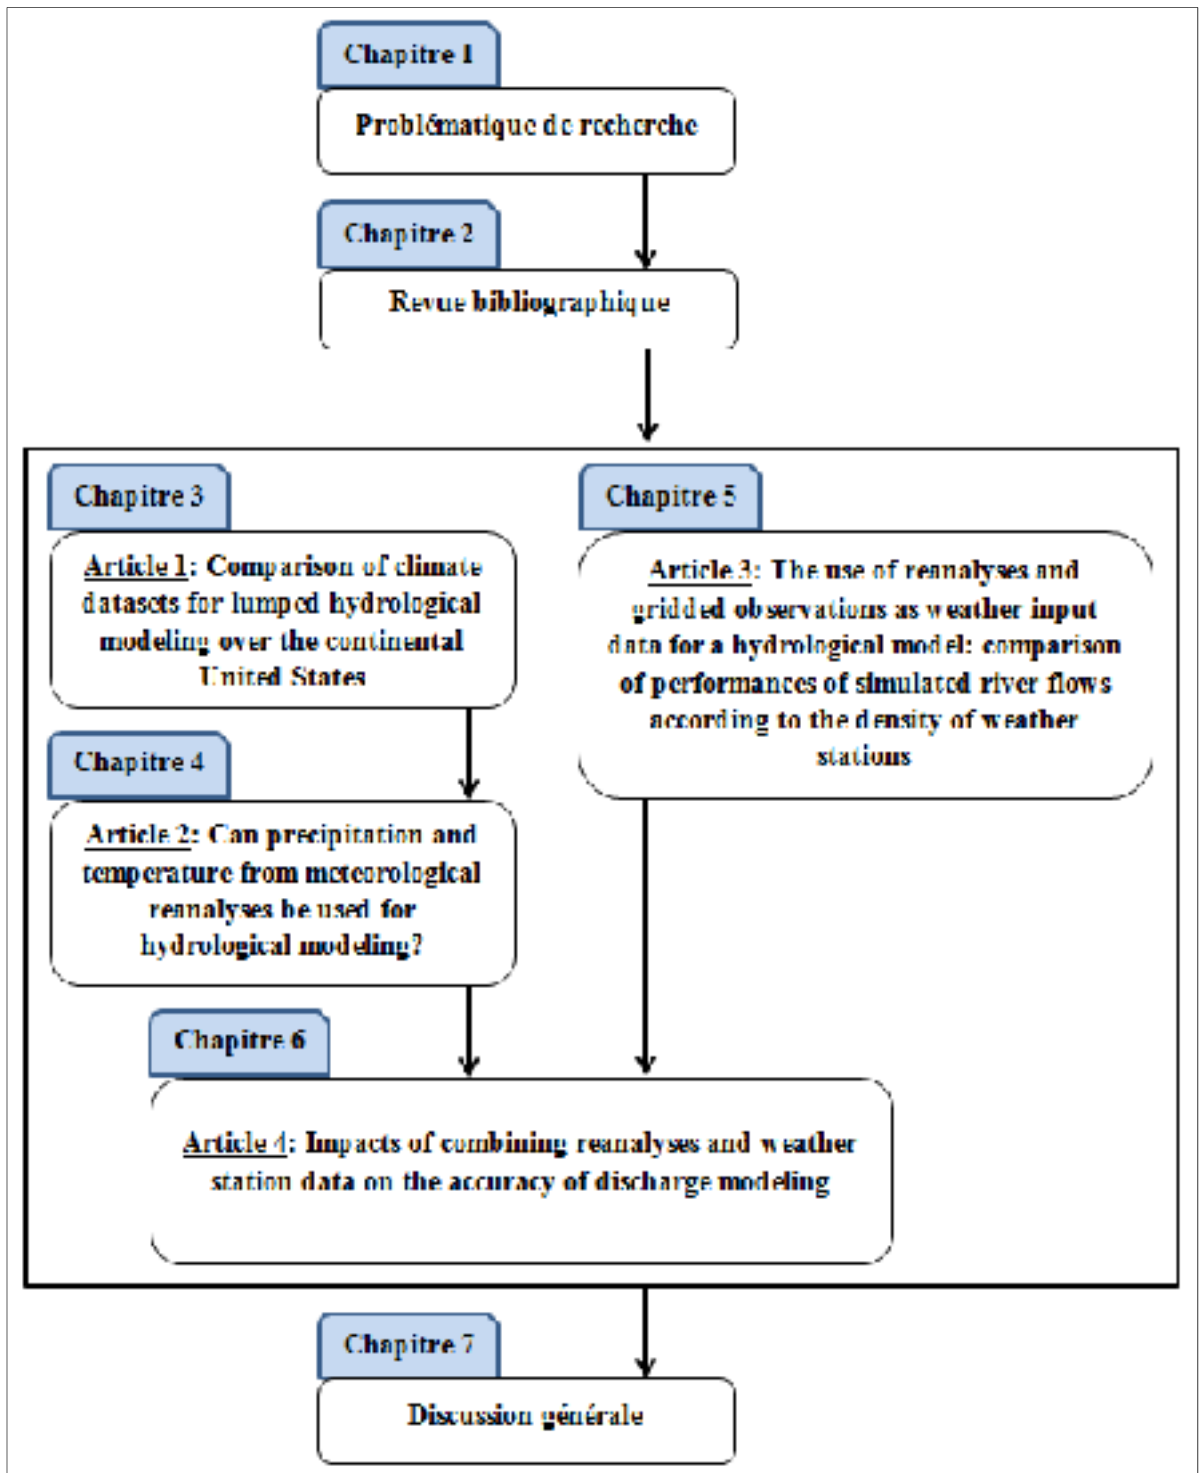 Chapitre 1
Problématique de recherche
Chapitre 2
Revue bibliographique
Chapitre 3
Article 1: Comparison of climate
datasets for lumped hydrological
modeling over the continental
United States
Chapitre 4
Article 2: Can precipitation and
temperature from meteorological
reanalyses be used for
hydrological modeling?
Chapitre 5
Article 3: The use of reanalyses and
gridded observations as weather input
data for a hydrological model: comparison
of performances of simulated river flows
according to the density of weather
stations
Chapitre 6
Article 4: Impacts of combining reanalyses and weather
station data on the accuracy of discharge modeling
Chapitre 7
Discussion générale